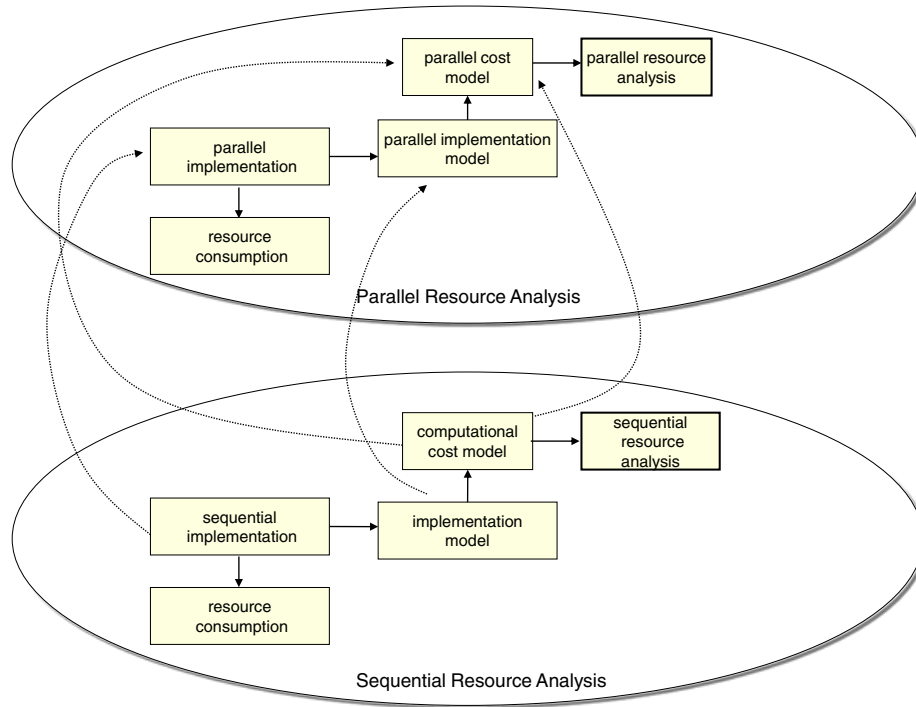 parallel cost
model
parallel resource
analysis
parallel
implementation
parallel implementation
model
resource
consumption
Parallel Resource Analysis
computational
cost model
sequential
resource
analysis
sequential
implementation
implementation
model
resource
consumption
Sequential Resource Analysis